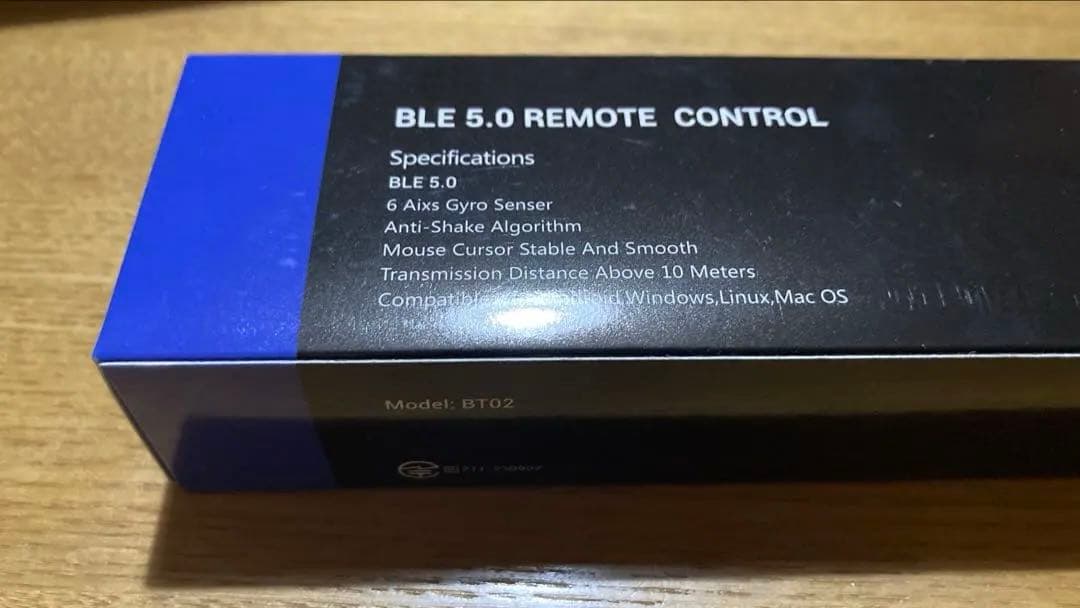 BLE 5.0 REMOTE CONTROL
Specifications
BLE 5.0
6 Aixs Gyro Senser
Anti-Shake Algorithm
Mouse Cursor Stable And Smooth
Transmission Distance Above 10 Meters
Compatible Windows,Linux,Mac OS
Model: BT02